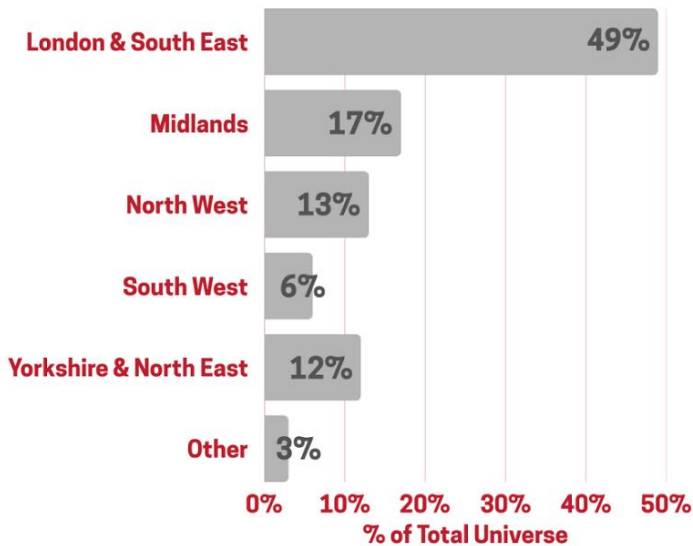 London & South East
49%
Midlands
17%
North West
13%
South West
6%
Yorkshire & North East
12%
Other
3%
0% 10% 20% 30% 40% 50%
% of Total Universe